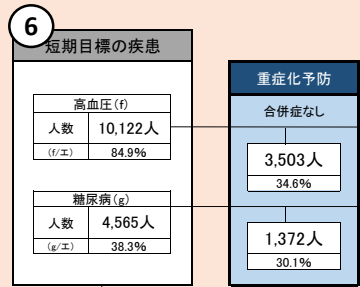 6
短期目標の疾患
高血圧(f)
人数 10,122人
(f/エ) 84.9%
糖尿病(g)
人数 4,565人
(g/エ) 38.3%
重症化予防
合併症なし
3,503人
34.6%
1,372人
30.1%